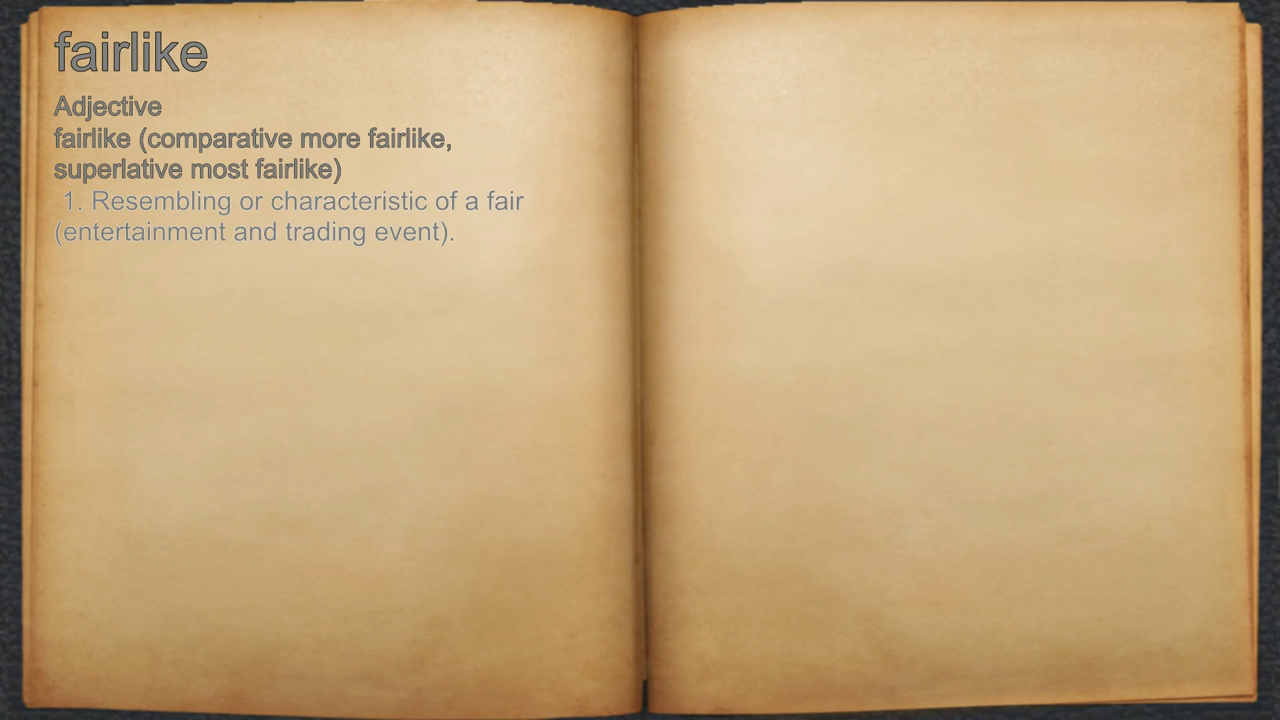 fairlike
Adjective
fairlike (comparative more fairlike,
superlative most fairlike)
1. Resembling or characteristic of a fair
(entertainment and trading event).